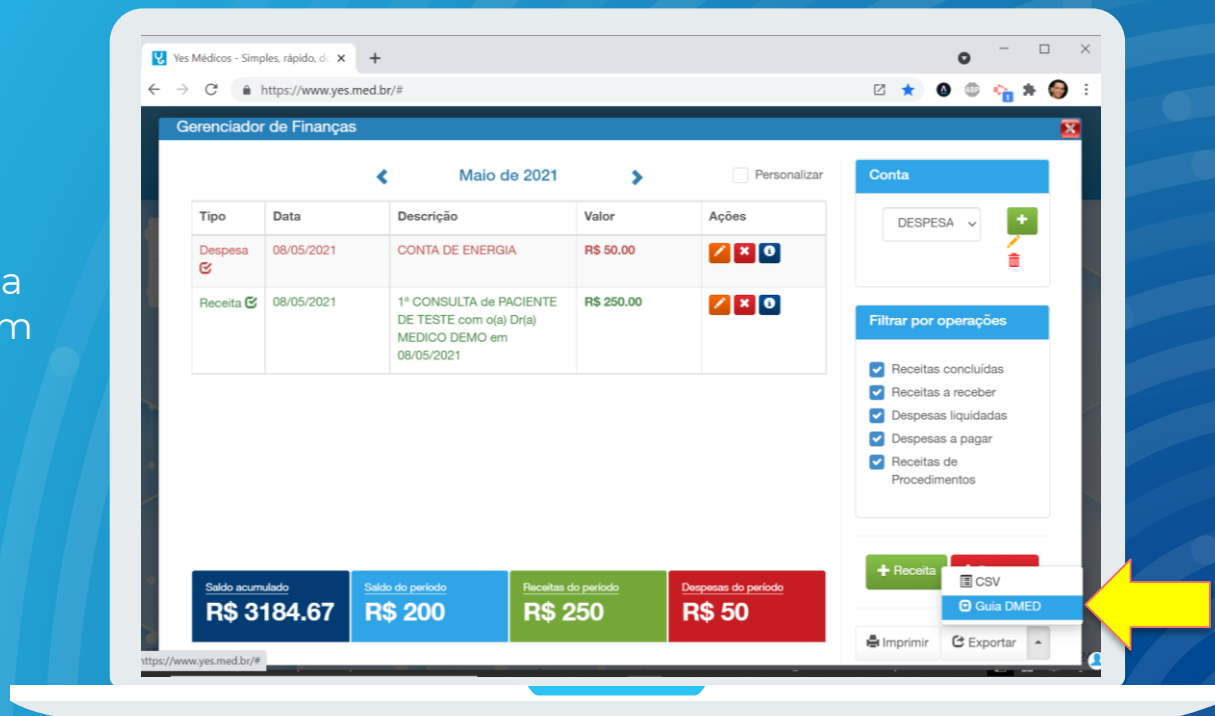 a
m
Yes Médicos - Simples, rápido, d
https://www.yes.med.br/#
ABP
1
Gerenciador de Finanças
Maio de 2021
Personalizar
Tipo Data Descrição Valor Ações
Despesa 08/05/2021 CONTA DE ENERGIA R$ 50.00
Receita 08/05/2021 1ª CONSULTA de PACIENTE R$ 250.00
DE TESTE com o(a) Dr(a)
MEDICO DEMO em
08/05/2021
Conta
DESPESA
Filtrar por operações
Receitas concluídas
Receitas a receber
Despesas liquidadas
Despesas a pagar
Receitas de
Procedimentos
Saldo acumulado
R$ 3184.67
Saldo do período
R$ 200
Receitas do período
R$ 250
Despesas do período
R$ 50
+ Receita
CSV
Guia DMED
Imprimir Exportar
https://www.yes.med.br/#